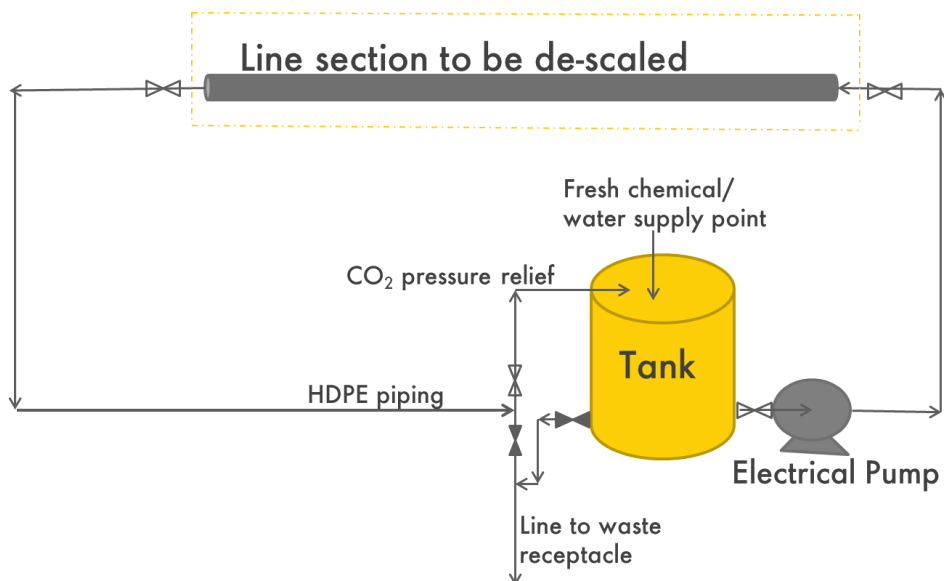 Line section to be de-scaled
Fresh chemical/
water supply point
CO₂ pressure relief
Tank
HDPE piping
Electrical Pump
Line to waste
receptacle